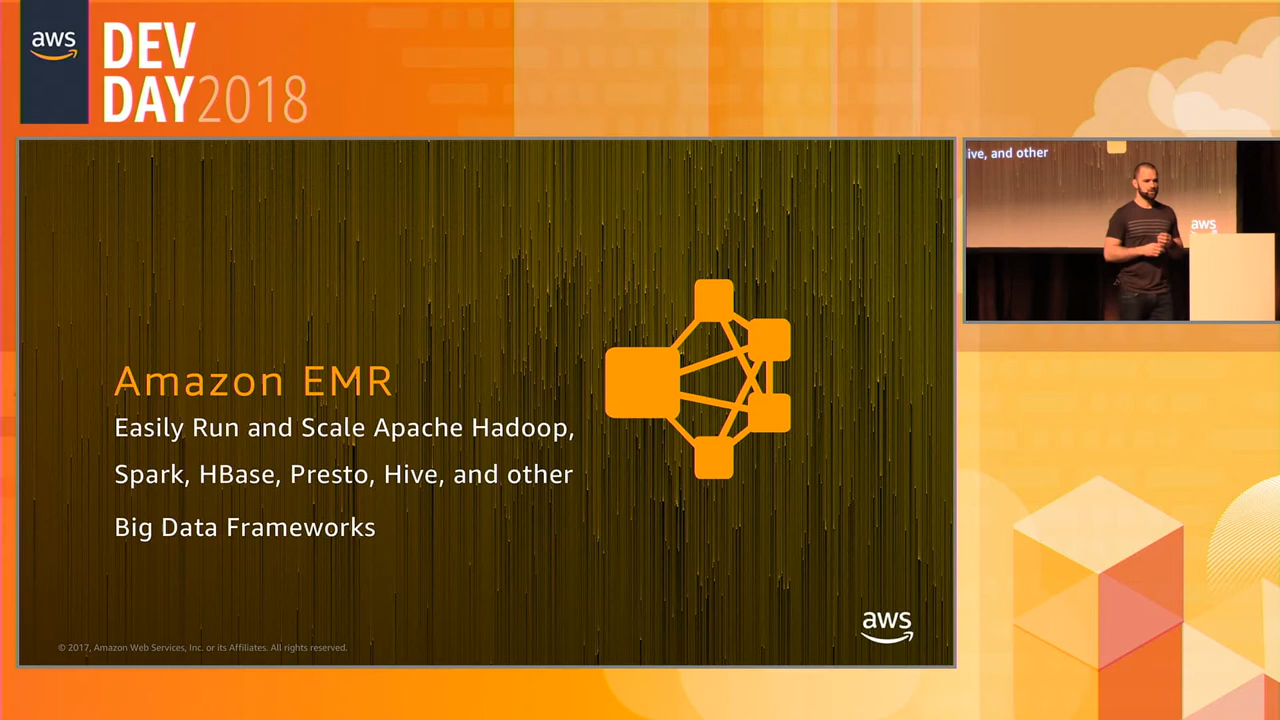 aws
DEV
DAY2018
ive, and other
aws
Amazon EMR
Easily Run and Scale Apache Hadoop,
Spark, HBase, Presto, Hive, and other
Big Data Frameworks
aws
© 2017, Amazon Web Services, Inc. or its Affiliates. All rights reserved.